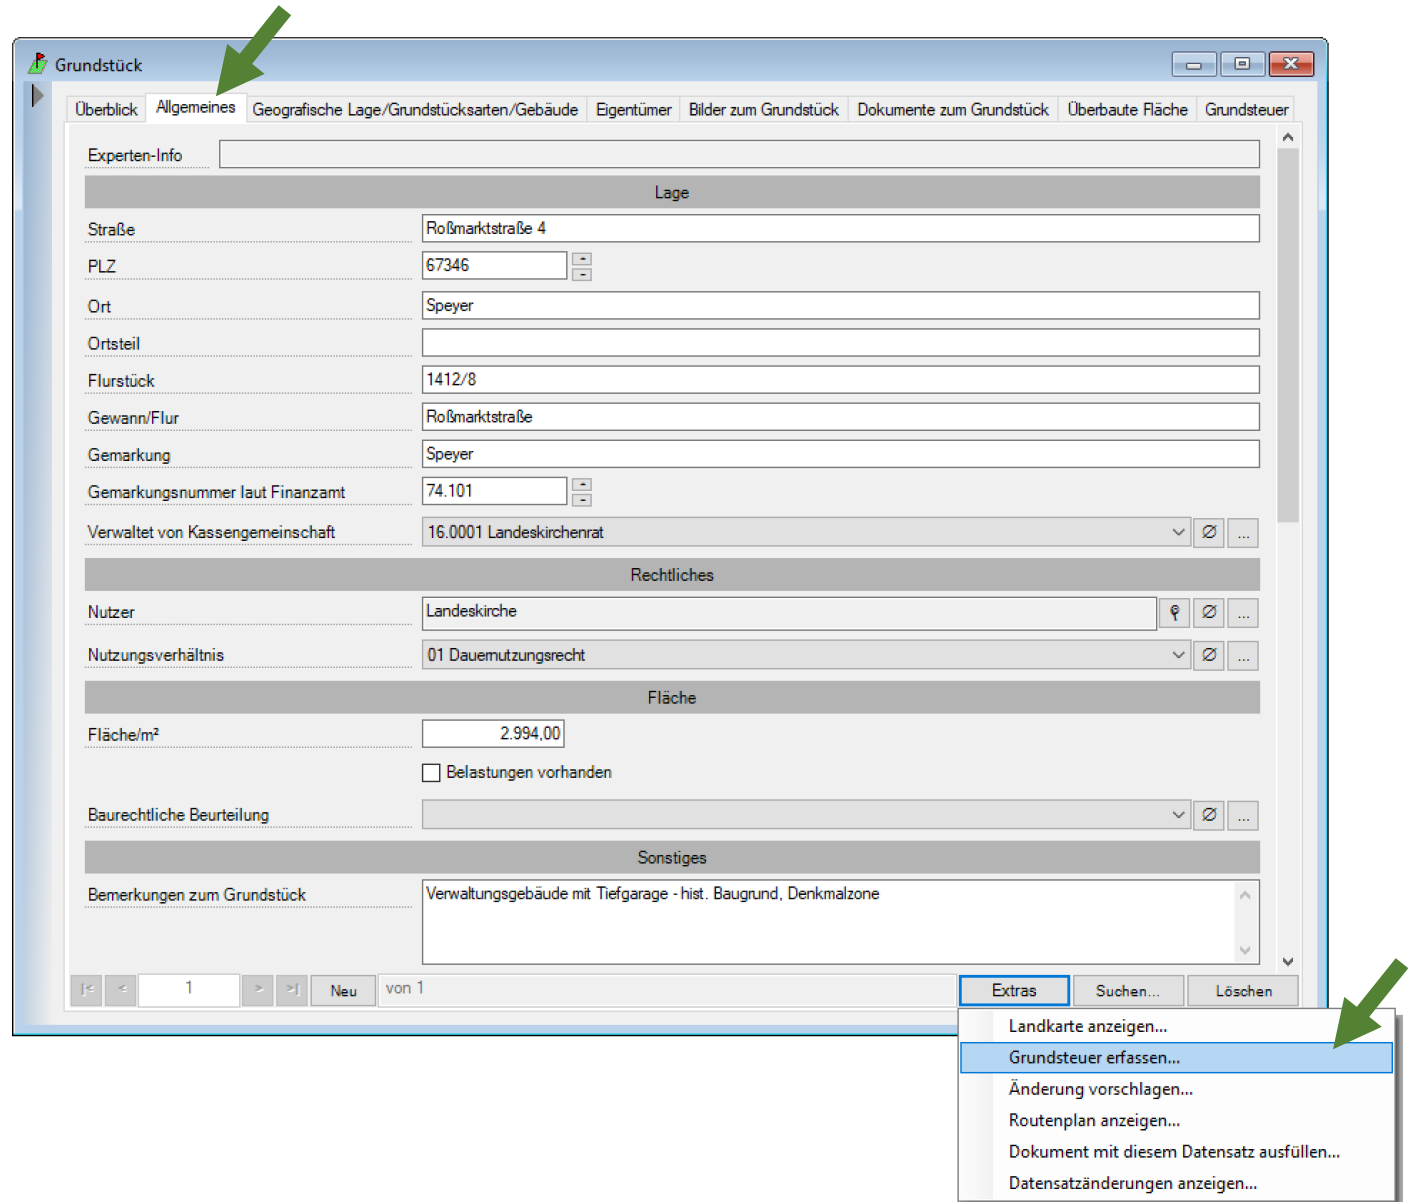 Grundstück
Überblick Allgemeines Geografische Lage/Grundstücksarten/Gebäude Eigentümer Bilder zum Grundstück Dokumente zum Grundstück Überbaute Fläche Grundsteuer
Experten-Info
Lage
Straße Roßmarktstraße 4
PLZ 67346
Ort Speyer
Ortsteil
Flurstück 1412/8
Gewann/Flur Roßmarktstraße
Gemarkung Speyer
Gemarkungsnummer laut Finanzamt 74.101
Verwaltet von Kassengemeinschaft 16.0001 Landeskirchenrat Ø ...
Rechtliches
Nutzer Landeskirche Ø ...
Nutzungsverhältnis 01 Dauernutzungsrecht Ø ...
Fläche
Fläche/m² 2.994,00
Belastungen vorhanden
Baurechtliche Beurteilung Ø ...
Sonstiges
Bemerkungen zum Grundstück Verwaltungsgebäude mit Tiefgarage - hist. Baugrund, Denkmalzone
|< < 1 > >| Neu von 1 Extras Suchen... Löschen
Landkarte anzeigen...
Grundsteuer erfassen...
Änderung vorschlagen...
Routenplan anzeigen...
Dokument mit diesem Datensatz ausfüllen...
Datensatzänderungen anzeigen...